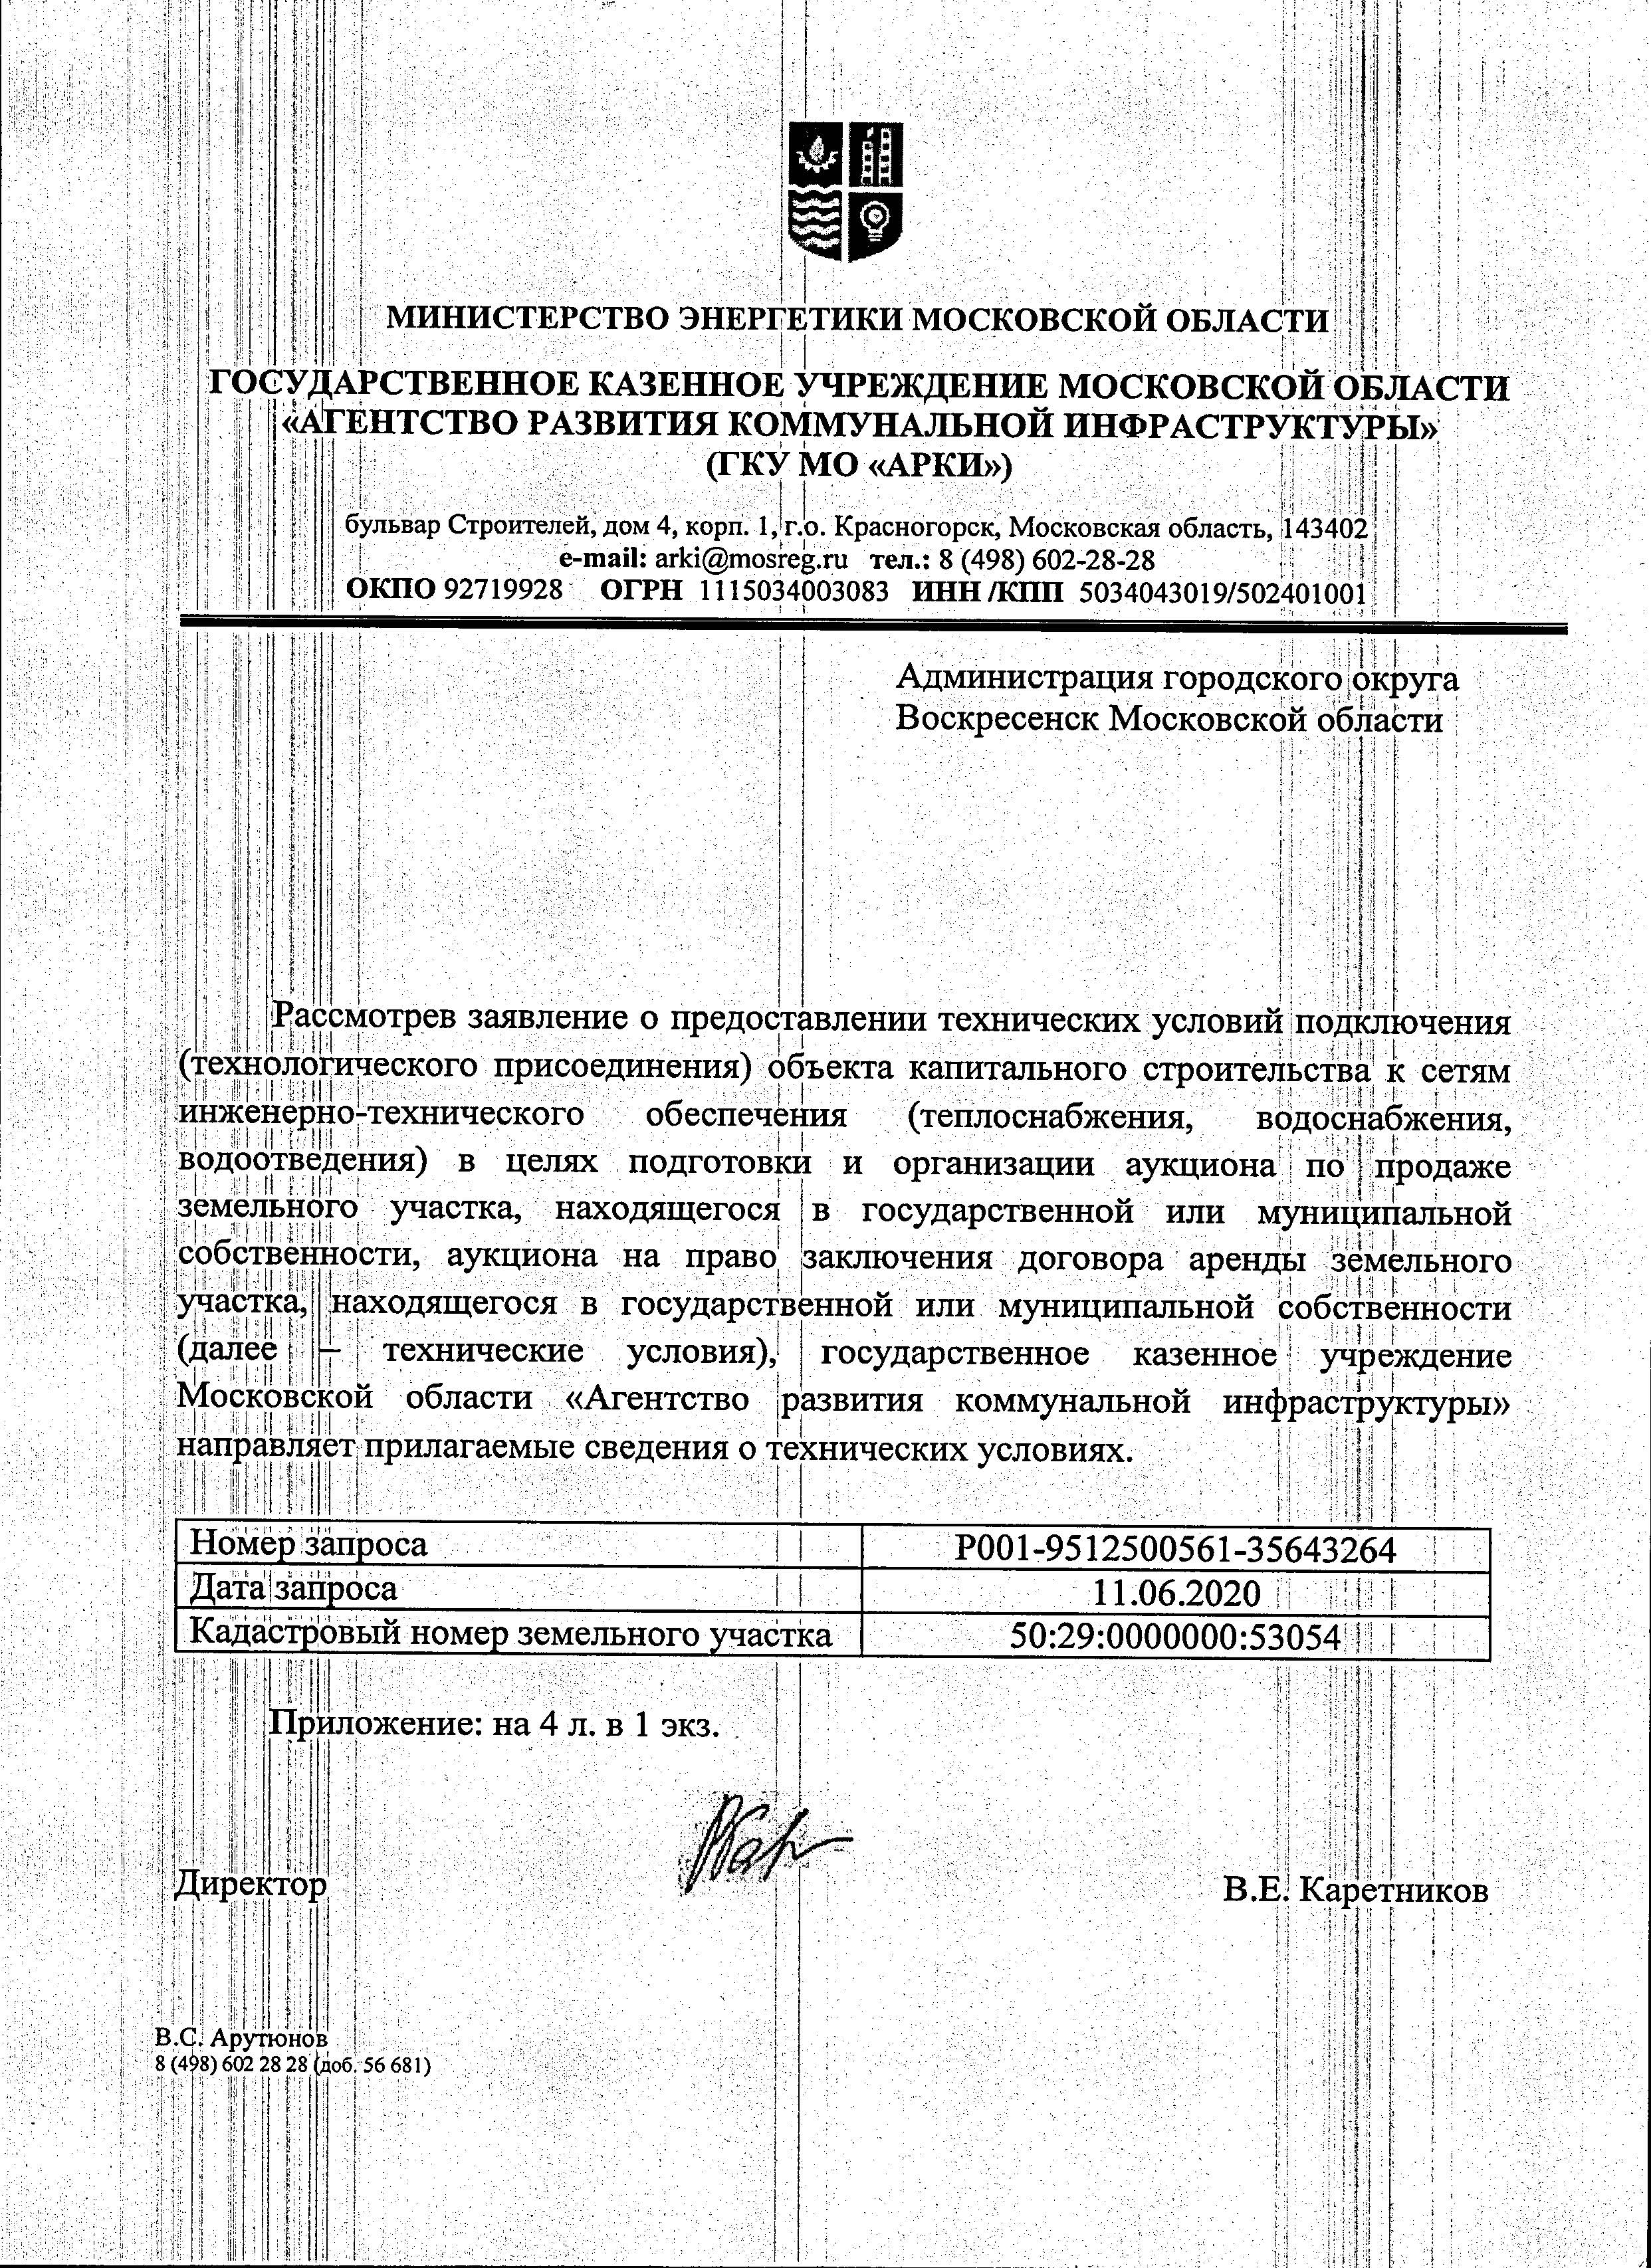 МИНИСТЕРСТВО ЭНЕРГЕТИКИ МОСКОВСКОЙ ОБЛАСТИ
ГОСУДАРСТВЕННОЕ КАЗЕННОЕ УЧРЕЖДЕНИЕ МОСКОВСКОЙ ОБЛАСТИ
«АГЕНТСТВО РАЗВИТИЯ КОММУНАЛЬНОЙ ИНФРАСТРУКТУРЫ»
(ГКУ МО «АРКИ»)
бульвар Строителей, дом 4, корп. 1, г.о. Красногорск, Московская область, 143402
e-mail: arki@mosreg.ru тел.: 8 (498) 602-28-28
ОКПО 92719928 ОГРН 1115034003083 ИНН /КПП 5034043019/502401001
Администрация городского округа
Воскресенск Московской области
Рассмотрев заявление о предоставлении технических условий подключения
(технологического присоединения) объекта капитального строительства к сетям
инженерно-технического обеспечения (теплоснабжения, водоснабжения,
водоотведения) в целях подготовки и организации аукциона по продаже
земельного участка, находящегося в государственной или муниципальной
собственности, аукциона на право заключения договора аренды земельного
участка, находящегося в государственной или муниципальной собственности
(далее – технические условия), государственное казенное учреждение
Московской области «Агентство развития коммунальной инфраструктуры»
направляет прилагаемые сведения о технических условиях.
Номер запроса P001-9512500561-35643264
Дата запроса 11.06.2020
Кадастровый номер земельного участка 50:29:0000000:53054
Приложение: на 4 л. в 1 экз.
Директор В.Е. Каретников
В.С. Арутюнов
8 (498) 602 28 28 (доб. 56 681)